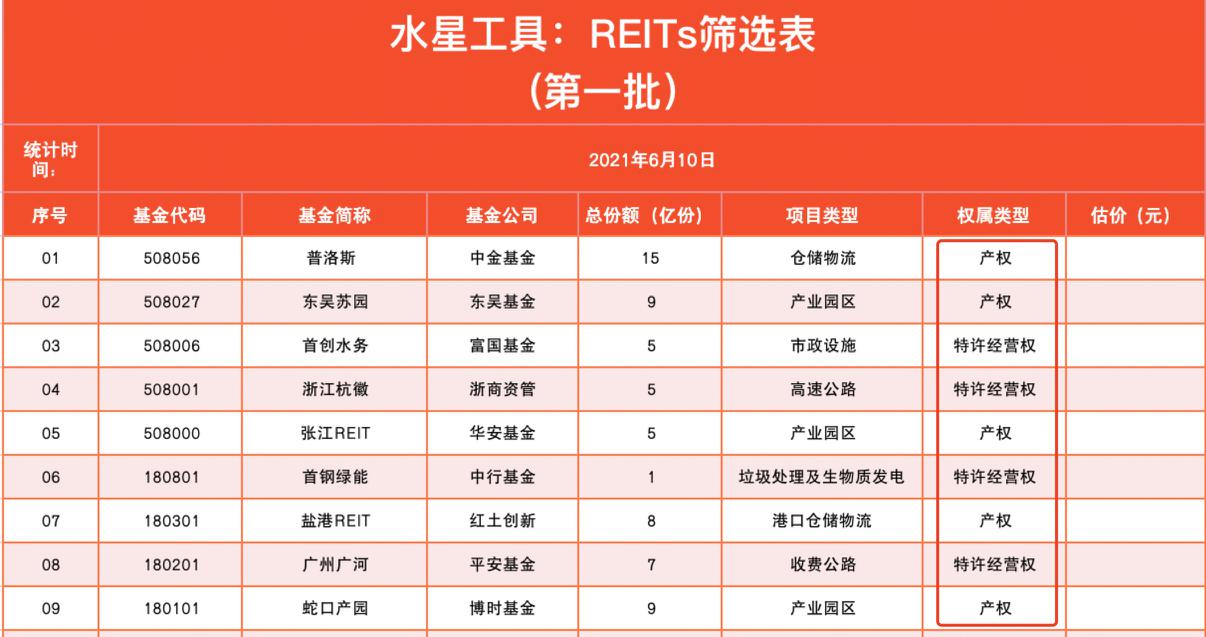 水星工具：REITs筛选表
(第一批)
统计时间： 2021年6月10日
序号 基金代码 基金简称 基金公司 总份额（亿份） 项目类型 权属类型 估价（元）
01 508056 普洛斯 中金基金 15 仓储物流 产权
02 508027 东吴苏园 东吴基金 9 产业园区 产权
03 508006 首创水务 富国基金 5 市政设施 特许经营权
04 508001 浙江杭徽 浙商资管 5 高速公路 特许经营权
05 508000 张江REIT 华安基金 5 产业园区 产权
06 180801 首钢绿能 中行基金 1 垃圾处理及生物质发电 特许经营权
07 180301 盐港REIT 红土创新 8 港口仓储物流 产权
08 180201 广州广河 平安基金 7 收费公路 特许经营权
09 180101 蛇口产园 博时基金 9 产业园区 产权